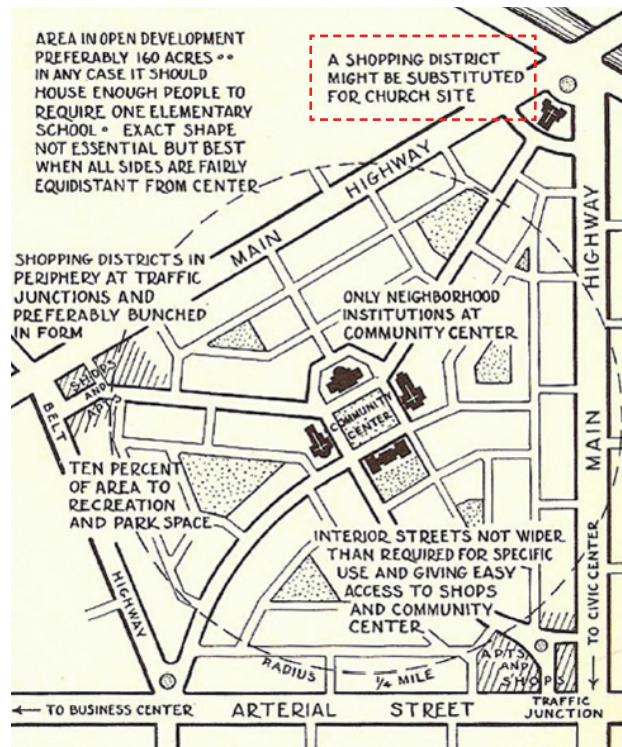 AREA IN OPEN DEVELOPMENT
PREFERABLY 160 ACRES ••
IN ANY CASE IT SHOULD
HOUSE ENOUGH PEOPLE TO
REQUIRE ONE ELEMENTARY
SCHOOL • EXACT SHAPE
NOT ESSENTIAL BUT BEST
WHEN ALL SIDES ARE FAIRLY
EQUIDISTANT FROM CENTER
A SHOPPING DISTRICT
MIGHT BE SUBSTITUTED
FOR CHURCH SITE
MAIN HIGHWAY
SHOPPING DISTRICTS IN
PERIPHERY AT TRAFFIC
JUNCTIONS AND
PREFERABLY BUNCHED
IN FORM
ONLY NEIGHBORHOOD
INSTITUTIONS AT
COMMUNITY CENTER
SHOPS
AND
APTS
COMMUNITY
CENTER
BELT HIGHWAY
MAIN HIGHWAY
TEN PERCENT
OF AREA TO
RECREATION
AND PARK SPACE
INTERIOR STREETS NOT WIDER
THAN REQUIRED FOR SPECIFIC
USE AND GIVING EASY
ACCESS TO SHOPS
AND COMMUNITY
CENTER
TO CIVIC CENTER
RADIUS 1/4 MILE
APTS
AND
SHOPS
TRAFFIC
JUNCTION
← TO BUSINESS CENTER
ARTERIAL STREET